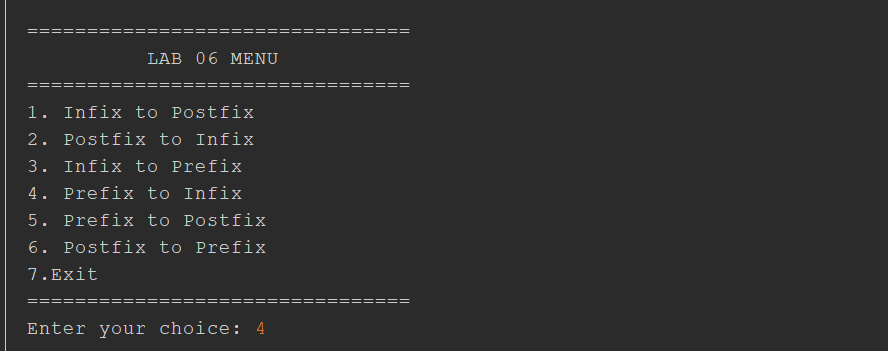 ================================
LAB 06 MENU
================================
1. Infix to Postfix
2. Postfix to Infix
3. Infix to Prefix
4. Prefix to Infix
5. Prefix to Postfix
6. Postfix to Prefix
7.Exit
================================
Enter your choice: 4